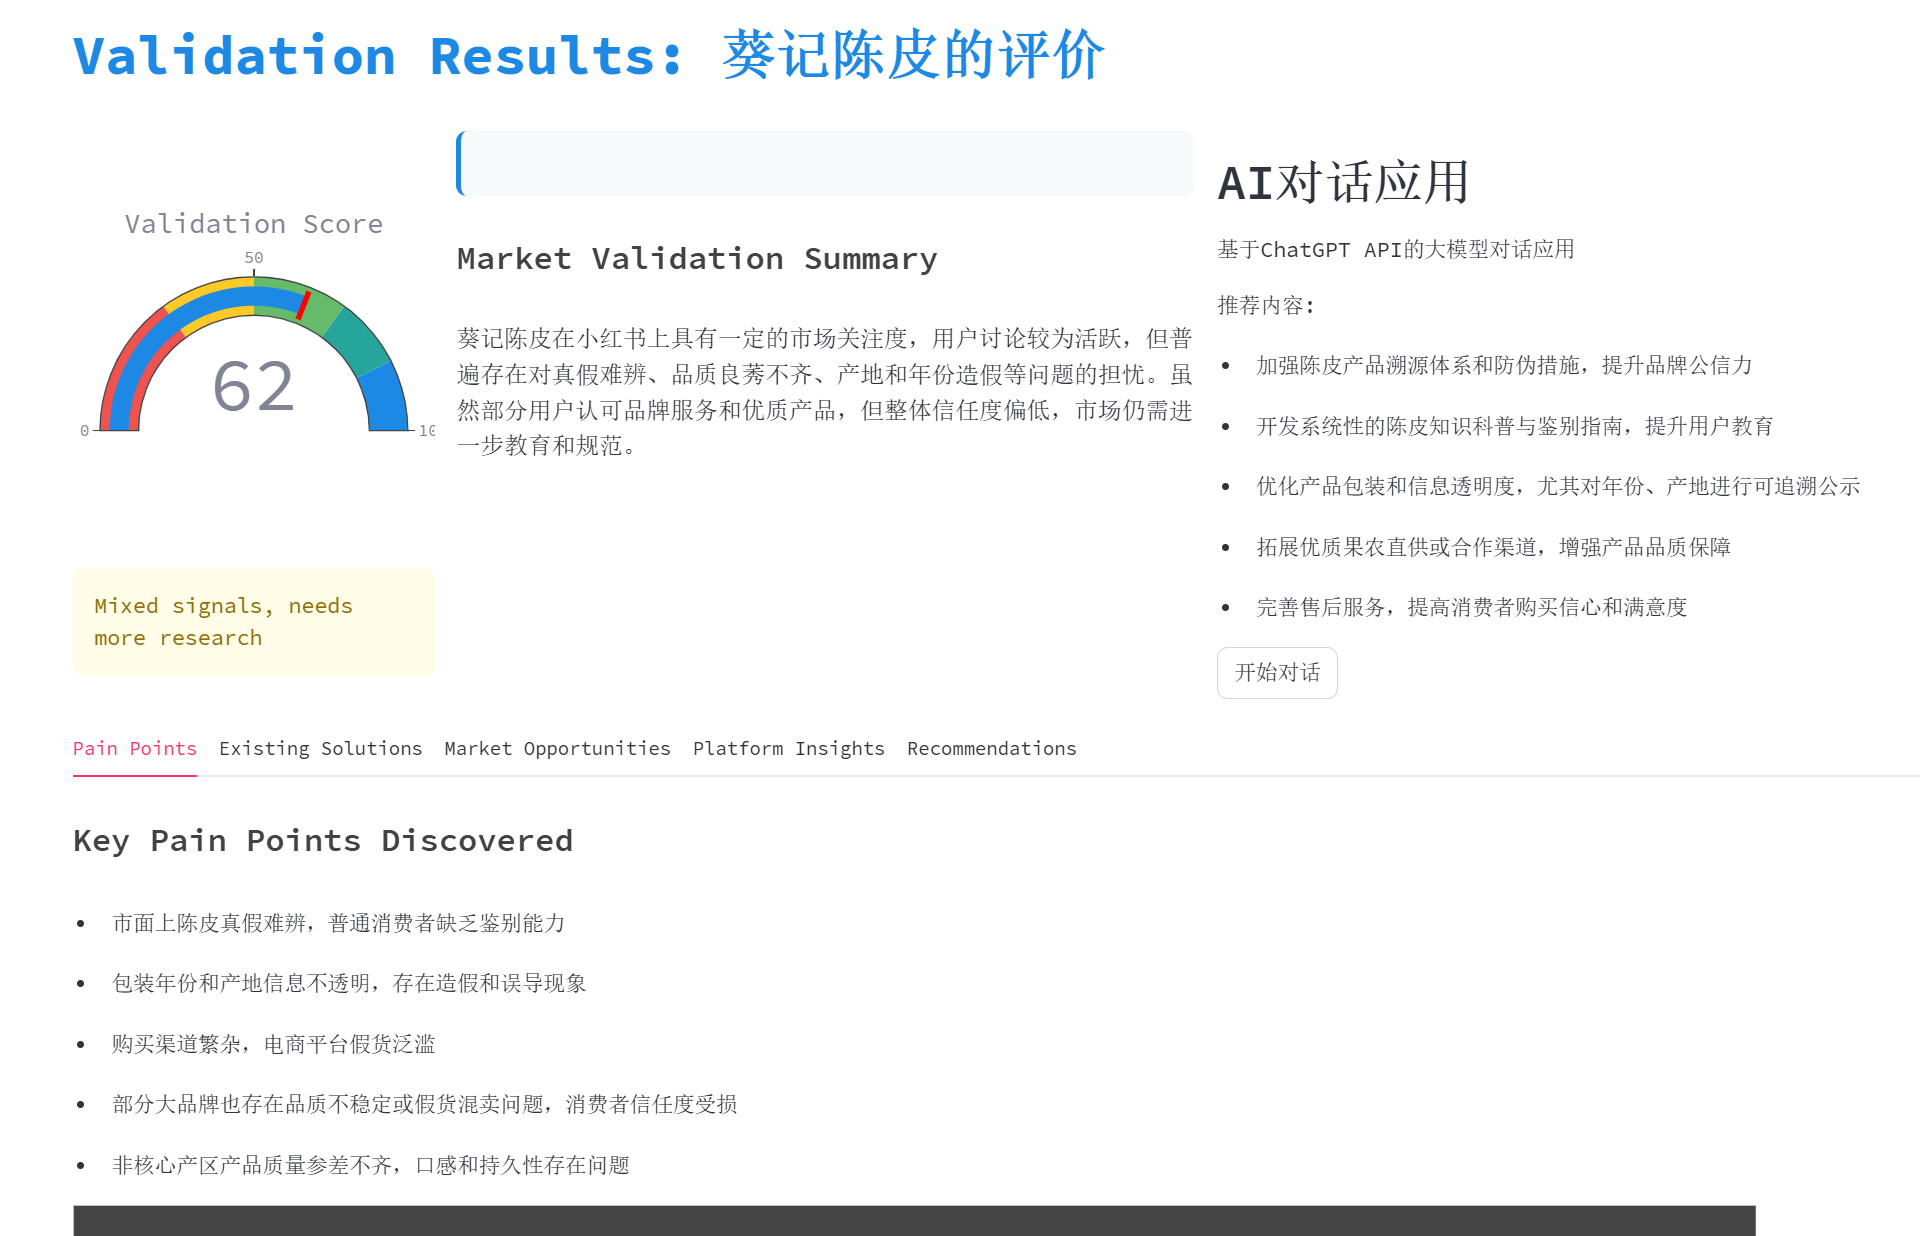 Validation Results: 葵记陈皮的评价
Validation Score
50
0
10
62
Mixed signals, needs
more research
Market Validation Summary
葵记陈皮在小红书上具有一定的市场关注度，用户讨论较为活跃，但普
遍存在对真假难辨、品质良莠不齐、产地和年份造假等问题的担忧。虽
然部分用户认可品牌服务和优质产品，但整体信任度偏低，市场仍需进
一步教育和规范。
AI对话应用
基于ChatGPT API的大模型对话应用
推荐内容:
• 加强陈皮产品溯源体系和防伪措施，提升品牌公信力
• 开发系统性的陈皮知识科普与鉴别指南，提升用户教育
• 优化产品包装和信息透明度，尤其对年份、产地进行可追溯公示
• 拓展优质果农直供或合作渠道，增强产品品质保障
• 完善售后服务，提高消费者购买信心和满意度
开始对话
Pain Points Existing Solutions Market Opportunities Platform Insights Recommendations
Key Pain Points Discovered
• 市面上陈皮真假难辨，普通消费者缺乏鉴别能力
• 包装年份和产地信息不透明，存在造假和误导现象
• 购买渠道繁杂，电商平台假货泛滥
• 部分大品牌也存在品质不稳定或假货混卖问题，消费者信任度受损
• 非核心产区产品质量参差不齐，口感和持久性存在问题